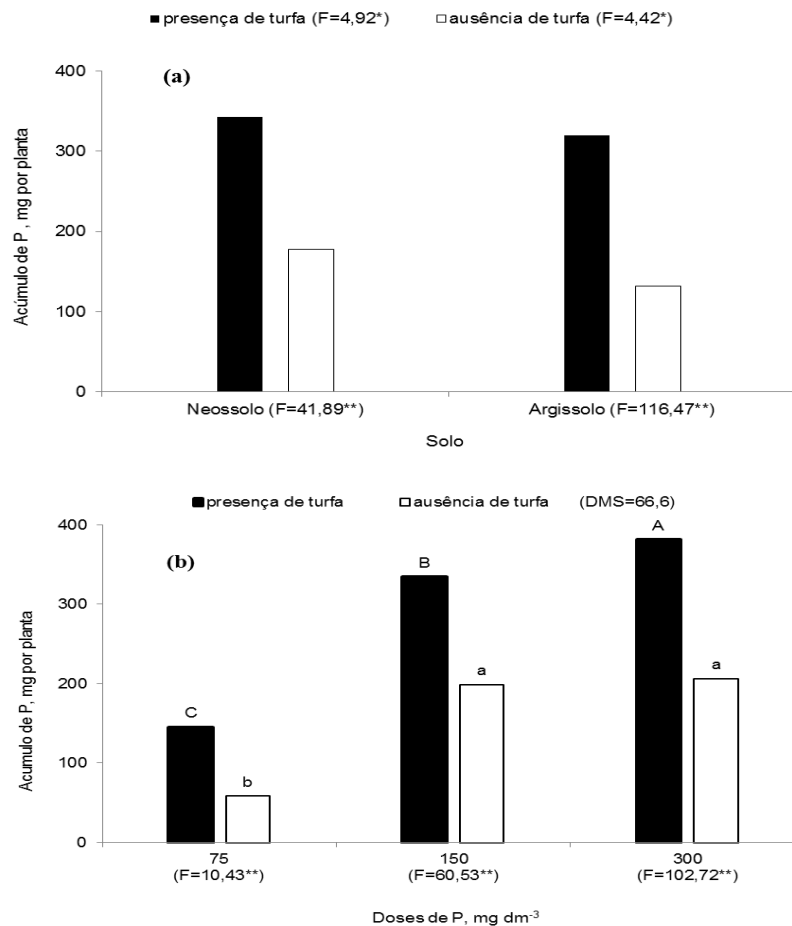 presença de turfa (F=4,92*) ausência de turfa (F=4,42*)
(a)
400
300
200
100
0
Acúmulo de P , mg por planta
Neossolo (F=41,89**) Argissolo (F=116,47**)
Solo
presença de turfa ausência de turfa (DMS=66,6)
(b)
400
300
200
100
0
Acumulo de P, mg por planta
C
b
B
a
A
a
75 150 300
(F=10,43**) (F=60,53**) (F=102,72**)
Doses de P, mg dm-3